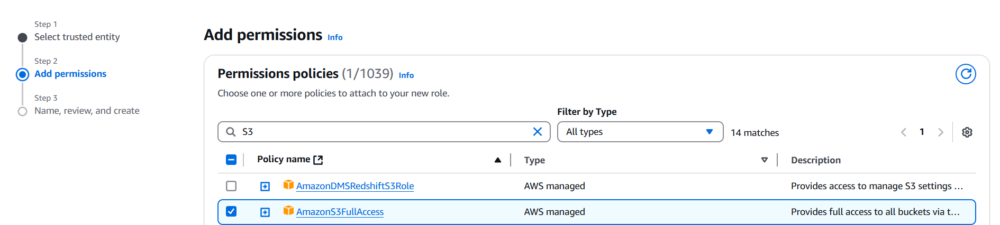 Step 1
Select trusted entity
Step 2
Add permissions
Step 3
Name, review, and create
Add permissions Info
Permissions policies (1/1039) Info
Choose one or more policies to attach to your new role.
Filter by Type
S3
All types
14 matches
1
Policy name
Type
Description
AmazonDMSRedshiftS3Role
AWS managed
Provides access to manage S3 settings ...
AmazonS3FullAccess
AWS managed
Provides full access to all buckets via t...